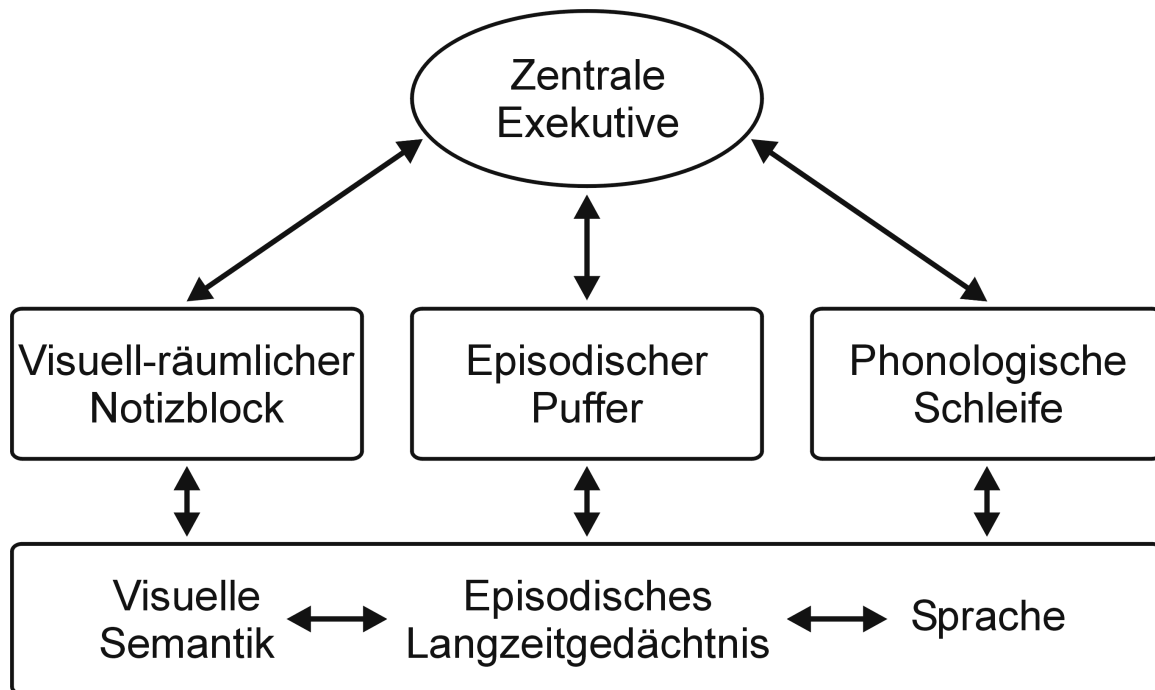 Zentrale
Exekutive
Visuell-räumlicher
Notizblock
Episodischer
Puffer
Phonologische
Schleife
Visuelle
Semantik
Episodisches
Langzeitgedächtnis
Sprache